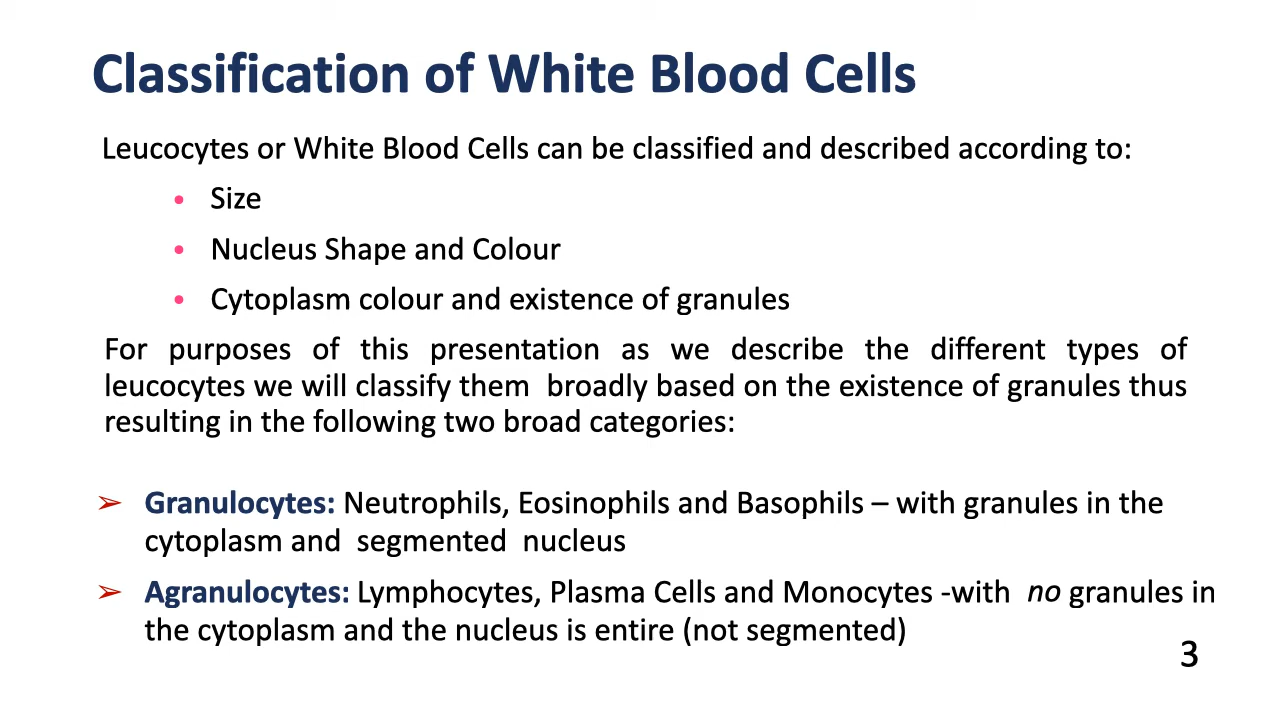 Classification of White Blood Cells
Leucocytes or White Blood Cells can be classified and described according to:
• Size
• Nucleus Shape and Colour
• Cytoplasm colour and existence of granules
For purposes of this presentation as we describe the different types of
leucocytes we will classify them broadly based on the existence of granules thus
resulting in the following two broad categories:
➢ Granulocytes: Neutrophils, Eosinophils and Basophils – with granules in the
cytoplasm and segmented nucleus
➢ Agranulocytes: Lymphocytes, Plasma Cells and Monocytes -with no granules in
the cytoplasm and the nucleus is entire (not segmented)
3